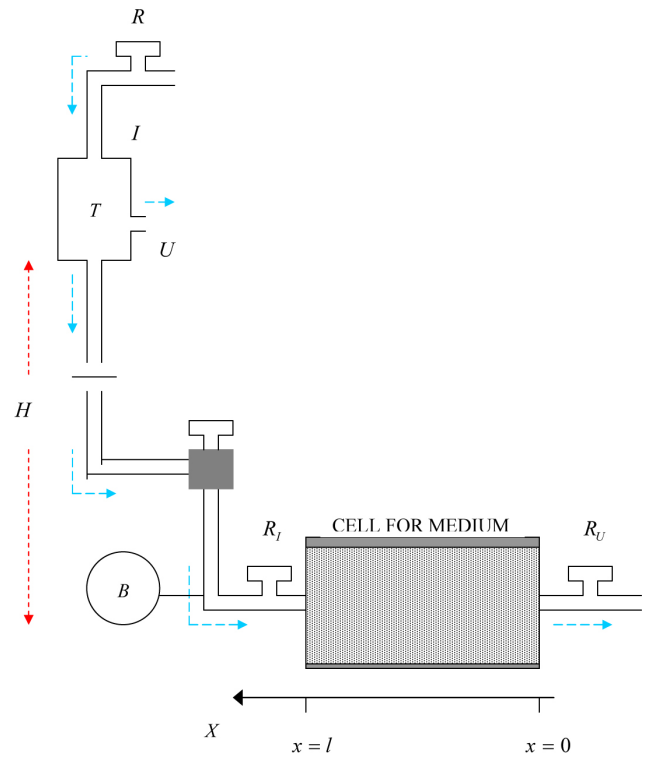 R
I
T
U
H
R_I
CELL FOR MEDIUM
R_U
B
X
x = l
x = 0